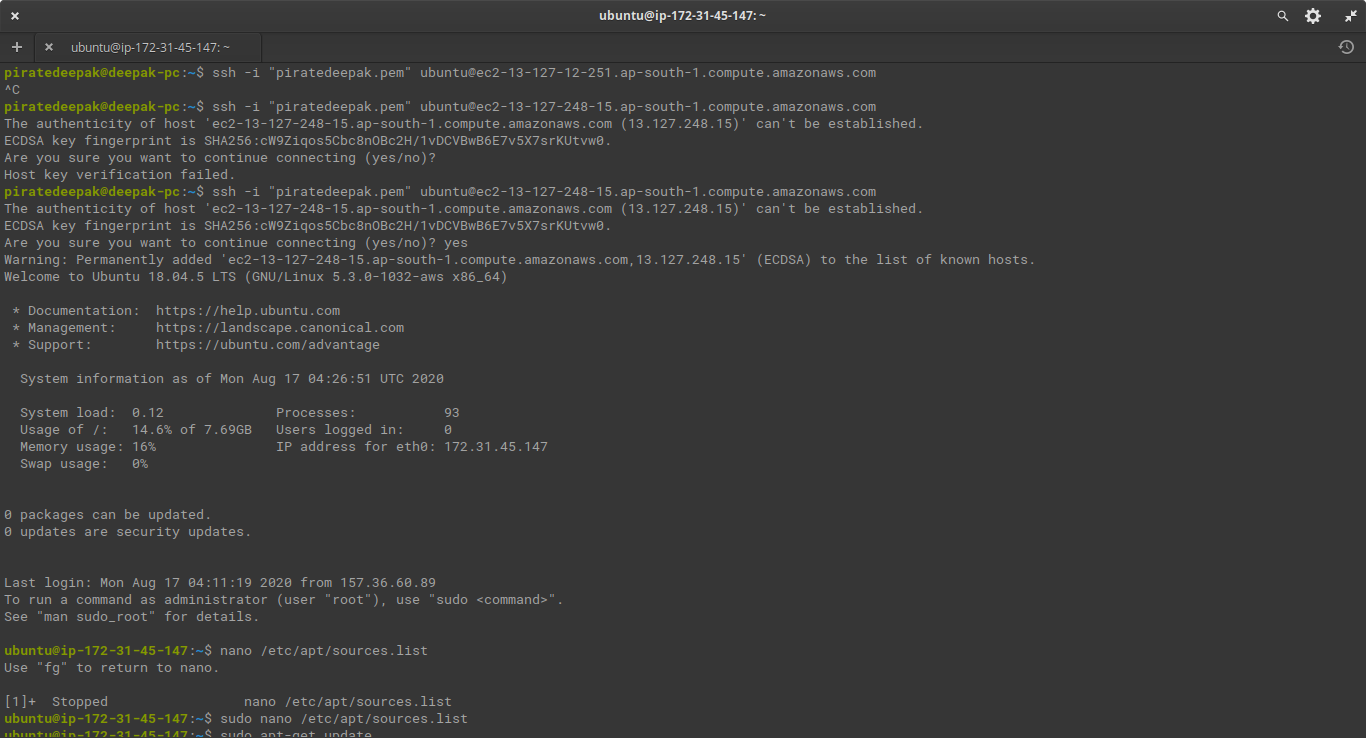 ubuntu@ip-172-31-45-147: ~
ubuntu@ip-172-31-45-147: ~
piratedeepak@deepak-pc:~$ ssh -i "piratedeepak.pem" ubuntu@ec2-13-127-12-251.ap-south-1.compute.amazonaws.com
^C
piratedeepak@deepak-pc:~$ ssh -i "piratedeepak.pem" ubuntu@ec2-13-127-248-15.ap-south-1.compute.amazonaws.com
The authenticity of host 'ec2-13-127-248-15.ap-south-1.compute.amazonaws.com (13.127.248.15)' can't be established.
ECDSA key fingerprint is SHA256:cW9Ziqos5Cbc8nOBc2H/1vDCVBwB6E7v5X7srKUtvw0.
Are you sure you want to continue connecting (yes/no)?
Host key verification failed.
piratedeepak@deepak-pc:~$ ssh -i "piratedeepak.pem" ubuntu@ec2-13-127-248-15.ap-south-1.compute.amazonaws.com
The authenticity of host 'ec2-13-127-248-15.ap-south-1.compute.amazonaws.com (13.127.248.15)' can't be established.
ECDSA key fingerprint is SHA256:cW9Ziqos5Cbc8nOBc2H/1vDCVBwB6E7v5X7srKUtvw0.
Are you sure you want to continue connecting (yes/no)? yes
Warning: Permanently added 'ec2-13-127-248-15.ap-south-1.compute.amazonaws.com,13.127.248.15' (ECDSA) to the list of known hosts.
Welcome to Ubuntu 18.04.5 LTS (GNU/Linux 5.3.0-1032-aws x86_64)
* Documentation:  https://help.ubuntu.com
* Management:     https://landscape.canonical.com
* Support:        https://ubuntu.com/advantage
System information as of Mon Aug 17 04:26:51 UTC 2020
System load:  0.12              Processes:           93
Usage of /:   14.6% of 7.69GB   Users logged in:     0
Memory usage: 16%               IP address for eth0: 172.31.45.147
Swap usage:   0%
0 packages can be updated.
0 updates are security updates.
Last login: Mon Aug 17 04:11:19 2020 from 157.36.60.89
To run a command as administrator (user "root"), use "sudo <command>".
See "man sudo_root" for details.
ubuntu@ip-172-31-45-147:~$ nano /etc/apt/sources.list
Use "fg" to return to nano.
[1]+  Stopped                 nano /etc/apt/sources.list
ubuntu@ip-172-31-45-147:~$ sudo nano /etc/apt/sources.list
ubuntu@ip-172-31-45-147:~$ sudo apt-get update